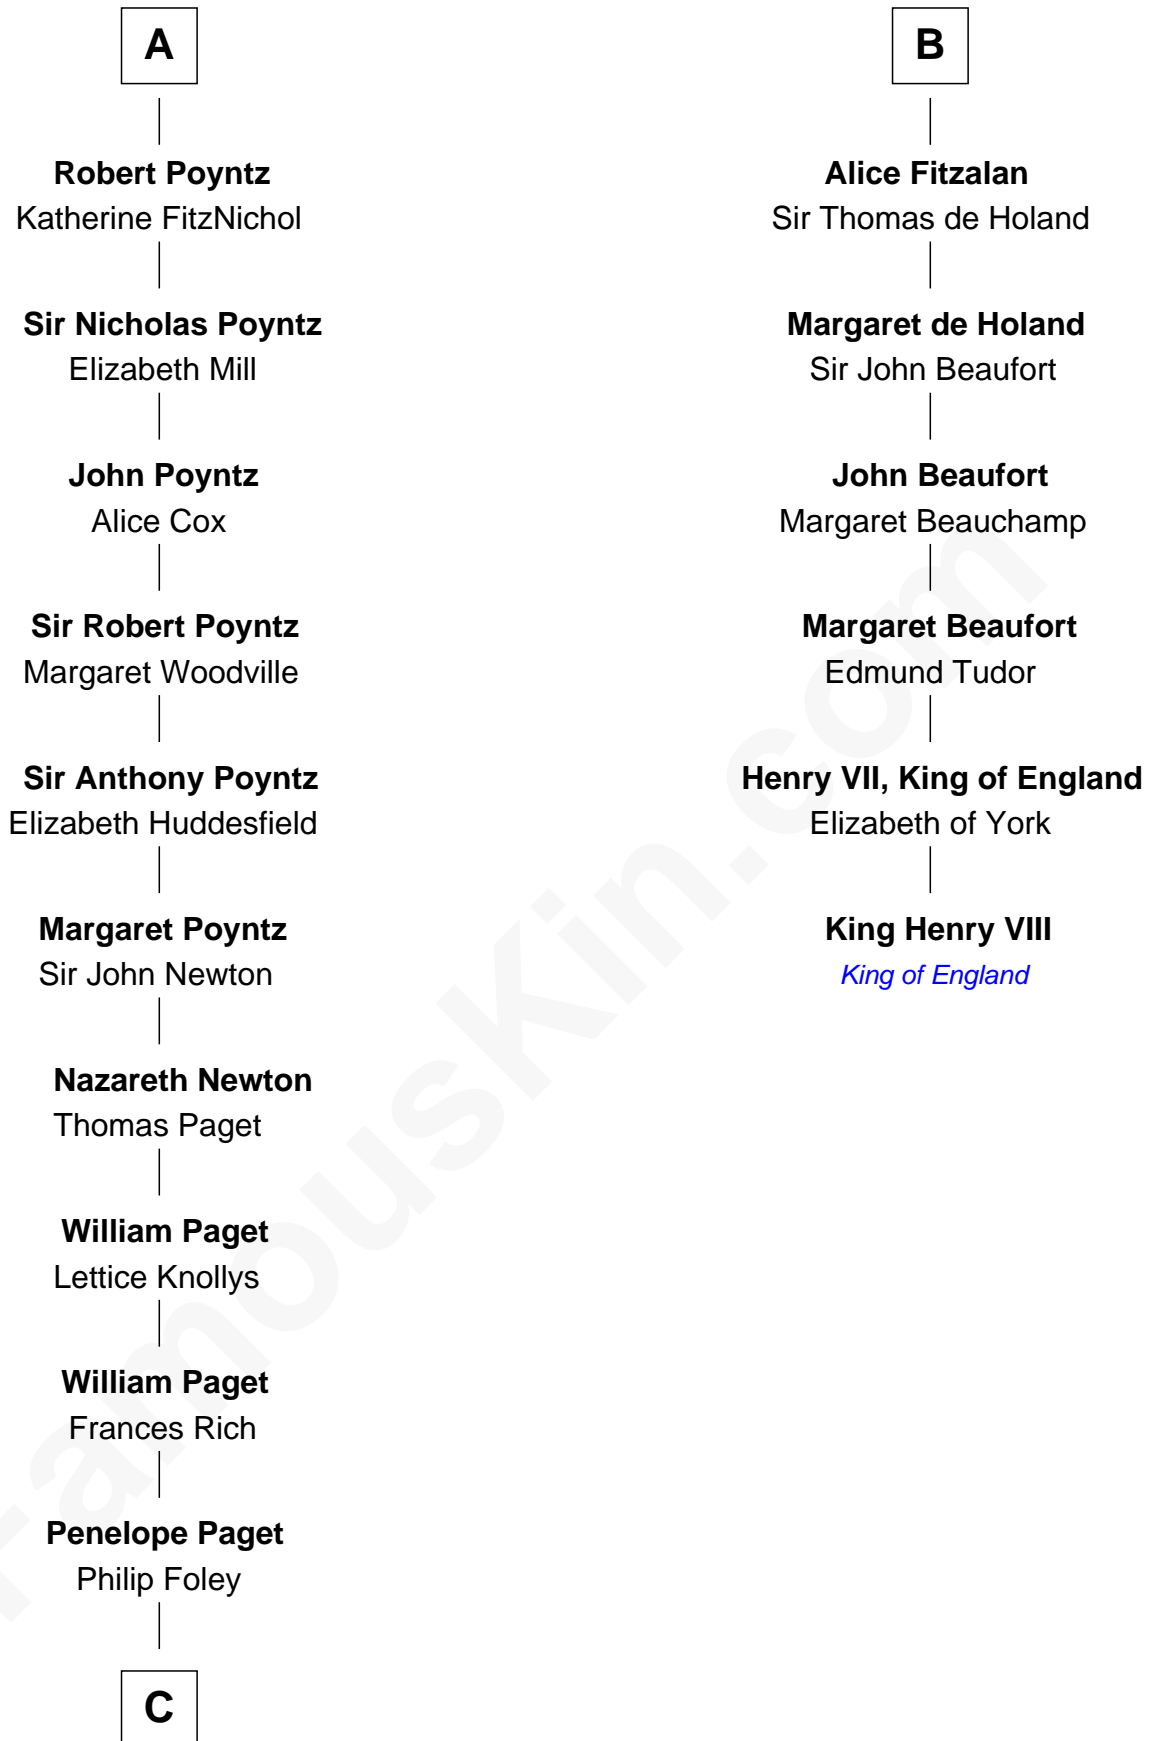 A
Robert Poyntz
Katherine FitzNichol
Sir Nicholas Poyntz
Elizabeth Mill
John Poyntz
Alice Cox
Sir Robert Poyntz
Margaret Woodville
Sir Anthony Poyntz
Elizabeth Huddesfield
Margaret Poyntz
Sir John Newton
Nazareth Newton
Thomas Paget
William Paget
Lettice Knollys
William Paget
Frances Rich
Penelope Paget
Philip Foley
C
B
Alice Fitzalan
Sir Thomas de Holand
Margaret de Holand
Sir John Beaufort
John Beaufort
Margaret Beauchamp
Margaret Beaufort
Edmund Tudor
Henry VII, King of England
Elizabeth of York
King Henry VIII
King of England
FamousKin.com